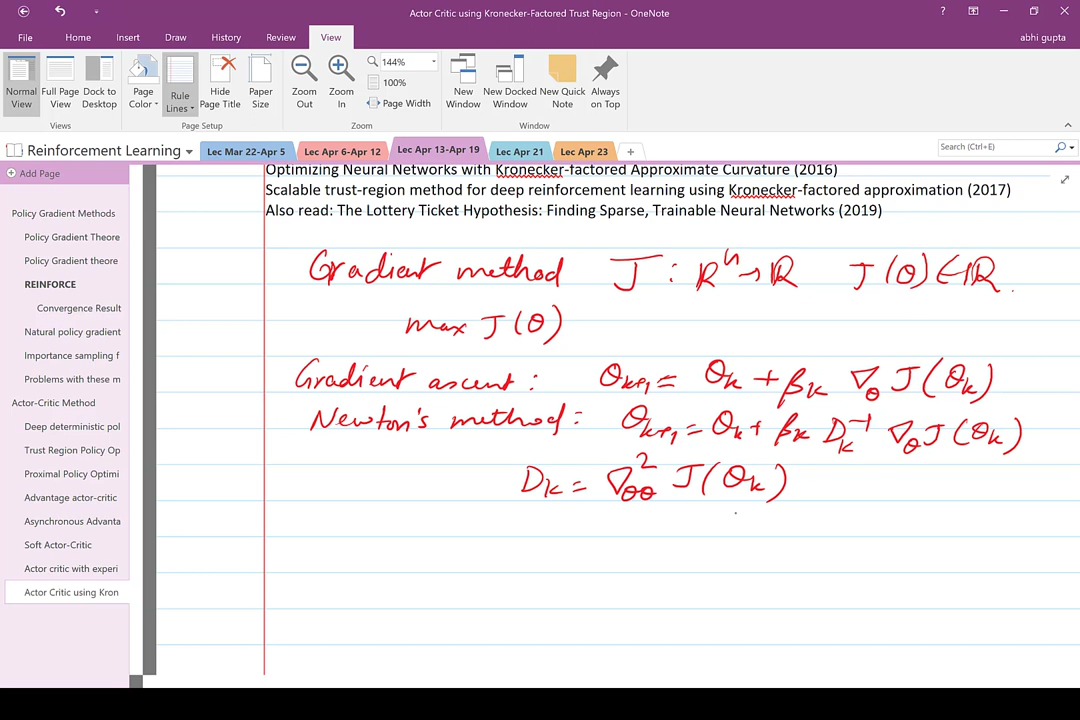 Actor Critic using Kronecker-Factored Trust Region - OneNote
File Home Insert Draw History Review View
abhi gupta
Normal View
Full Page View
Dock to Desktop
Views
Page Color
Rule Lines
Hide Page Title
Paper Size
Page Setup
Zoom Out
Zoom In
144%
100%
Page Width
Zoom
New Window
New Docked Window
New Quick Note
Always on Top
Window
Reinforcement Learning
Lec Mar 22-Apr 5
Lec Apr 6-Apr 12
Lec Apr 13-Apr 19
Lec Apr 21
Lec Apr 23
Search (Ctrl+E)
Add Page
Policy Gradient Methods
Policy Gradient Theore
Policy Gradient theore
REINFORCE
Convergence Result
Natural policy gradient
Importance sampling f
Problems with these m
Actor-Critic Method
Deep deterministic pol
Trust Region Policy Op
Proximal Policy Optimi
Advantage actor-critic
Asynchronous Advanta
Soft Actor-Critic
Actor critic with experi
Actor Critic using Kron
Optimizing Neural Networks with Kronecker-factored Approximate Curvature (2016)
Scalable trust-region method for deep reinforcement learning using Kronecker-factored approximation (2017)
Also read: The Lottery Ticket Hypothesis: Finding Sparse, Trainable Neural Networks (2019)
Gradient method J : ℝⁿ → ℝ J(θ) ∈ ℝ
max J(θ)
Gradient ascent : θ_{k+1} = θ_k + β_k ∇_θ J(θ_k)
Newton's method : θ_{k+1} = θ_k + β_k D_k^{-1} ∇_θ J(θ_k)
D_k = ∇²_{θθ} J(θ_k)